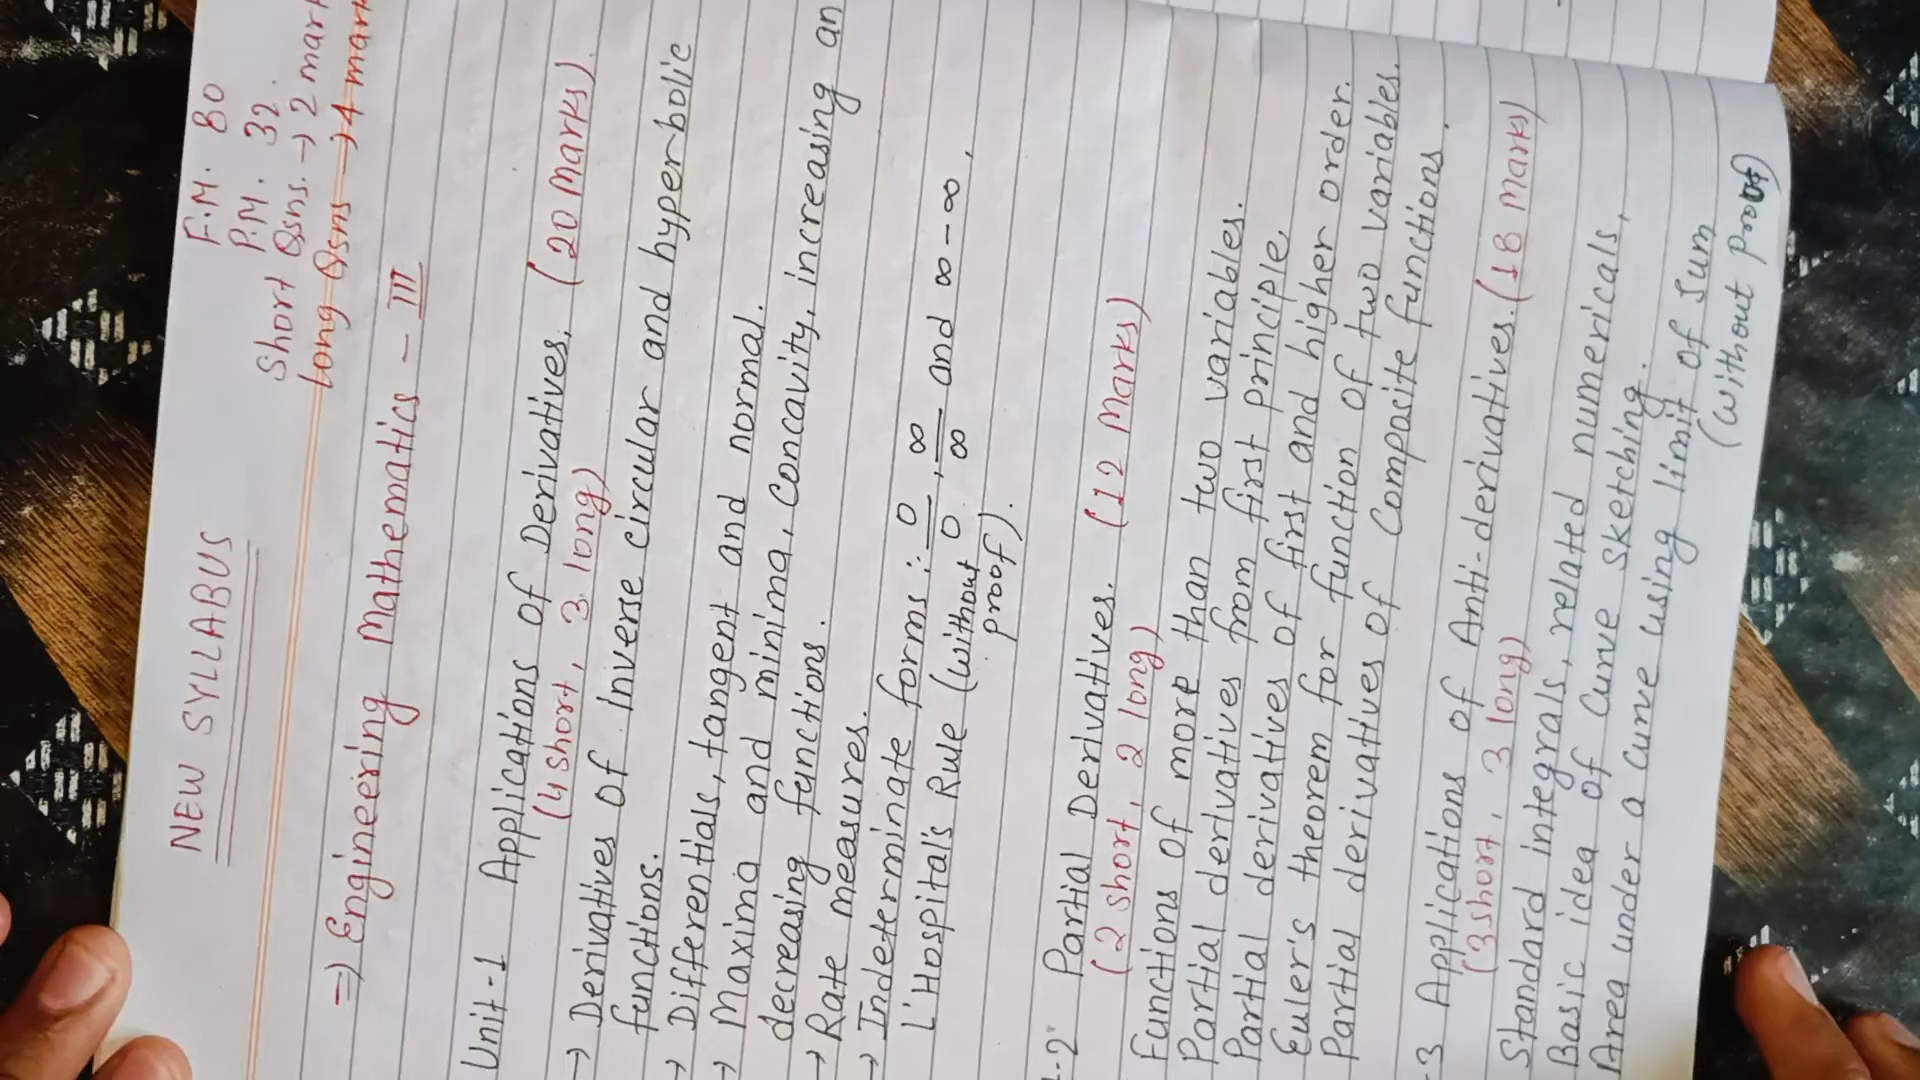 NEW SYLLABUS
F.M. 80
P.M. 32.
Short Qsns. → 2 mark
Long Qsns → 4 mark
⇒ Engineering Mathematics - III
Unit-1 Applications of Derivatives. (20 Marks).
(4 short, 3 long)
→ Derivatives of Inverse circular and hyperbolic
functions.
→ Differentials, tangent and normal.
→ Maxima and minima, Concavity, increasing an
decreasing functions.
→ Rate measures.
→ Indeterminate forms: 0/0, ∞/∞ and ∞-∞,
L'Hospital's Rule (without proof).
-2 Partial Derivatives. (12 Marks)
(2 short, 2 long)
Functions of more than two variables.
Partial derivatives from first principle.
Partial derivatives of first and higher order.
Euler's theorem for function of two variables.
Partial derivatives of Composite functions.
-3 Applications of Anti-derivatives. (18 Marks)
(3 short, 3 long)
Standard integrals, related numericals,
Basic idea of curve sketching.
Area under a curve using limit of sum
(without proof)